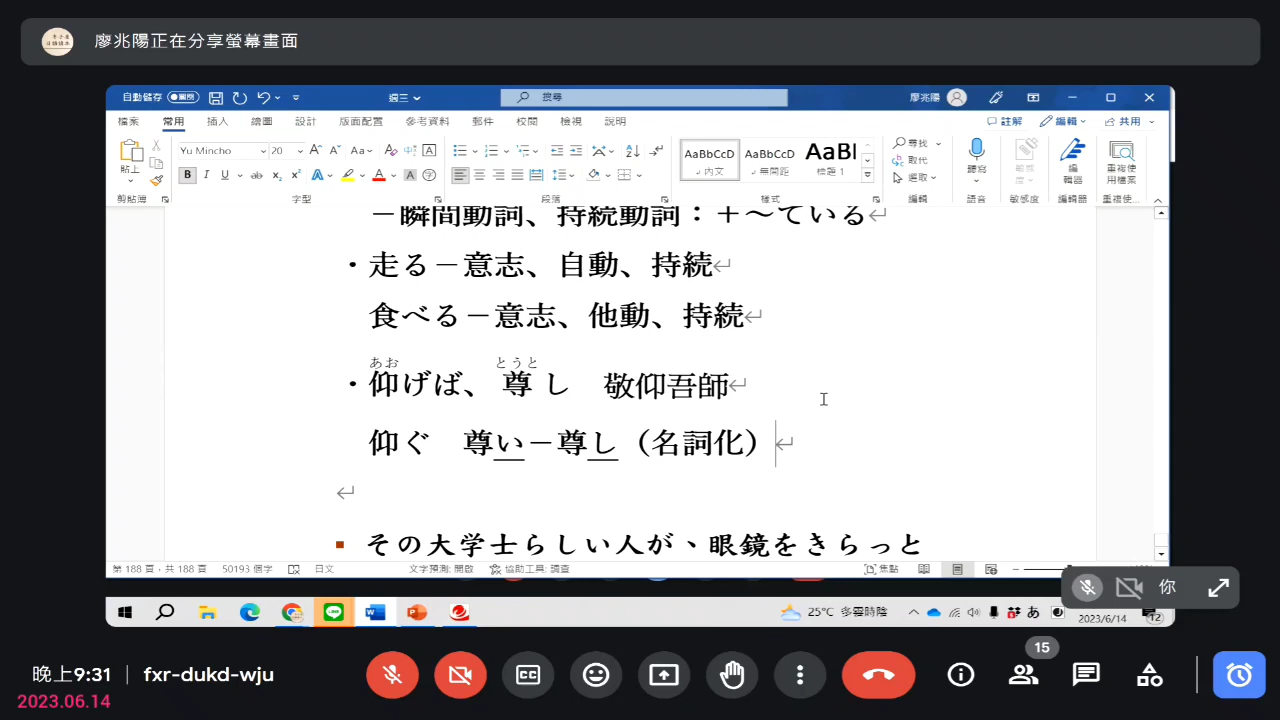 廖兆陽正在分享螢幕畫面
自動儲存 週三 搜尋 廖兆陽
檔案 常用 插入 繪圖 設計 版面配置 參考資料 郵件 校閱 檢視 說明 註解 編輯 共用
貼上 Yu Mincho 20 AaBbCcD AaBbCcD AaBl 尋找 取代 選取 聽寫 敏感度 編輯器 重複使用檔案
內文 無間距 標題 1
剪貼簿 字型 段落 樣式 編輯 語音 敏感度 編輯器 重複使...
－瞬間動詞、持続動詞：＋～ている
・走る－意志、自動、持続
食べる－意志、他動、持続
あお とうと
・仰げば、尊し 敬仰吾師
仰ぐ 尊い－尊し（名詞化）
その大学士らしい人が、眼鏡をきらっと
第 188 頁，共 188 頁 50193 個字 日文 文字預測: 開啟 協助工具: 調查 焦點
你
25°C 多雲時陰 あ 2023/6/14 12
15
晚上9:31 fxr-dukd-wju
2023.06.14